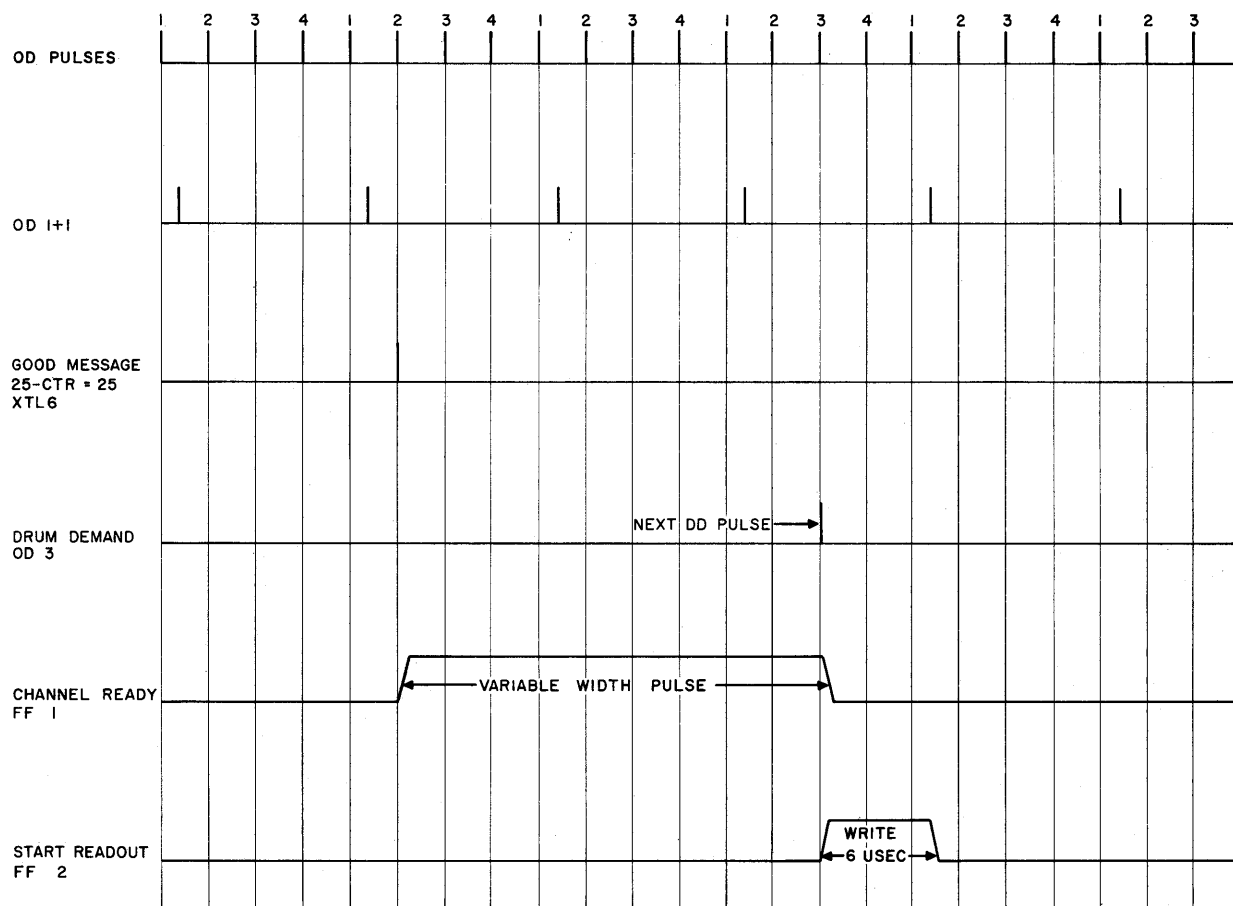 1 2 3 4 1 2 3 4 1 2 3 4 1 2 3 4 1 2 3 4 1 2 3
OD PULSES
OD 1+1
GOOD MESSAGE
25-CTR = 25
XTL6
NEXT DD PULSE
DRUM DEMAND
OD 3
VARIABLE WIDTH PULSE
CHANNEL READY
FF 1
WRITE
6 USEC
START READOUT
FF 2